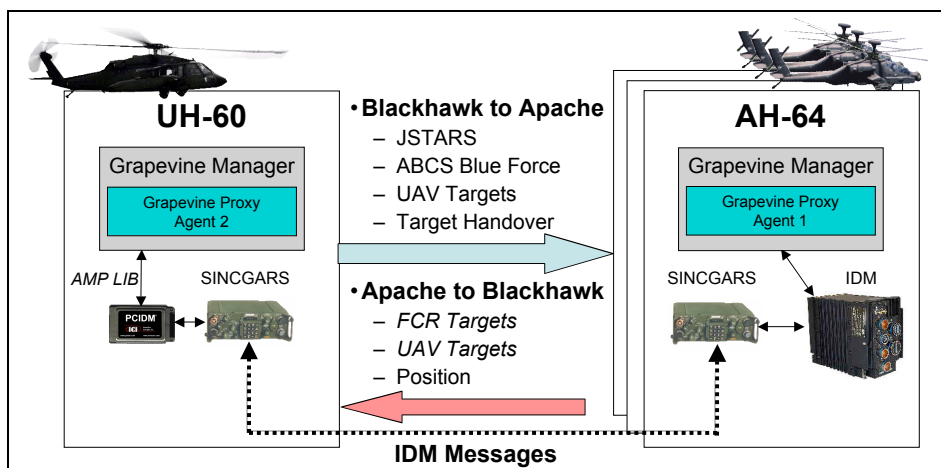 UH-60
Grapevine Manager
Grapevine Proxy
Agent 2
AMP LIB
SINCGARS
PCIDM
•Blackhawk to Apache
– JSTARS
– ABCS Blue Force
– UAV Targets
– Target Handover
•Apache to Blackhawk
– FCR Targets
– UAV Targets
– Position
IDM Messages
AH-64
Grapevine Manager
Grapevine Proxy
Agent 1
SINCGARS
IDM